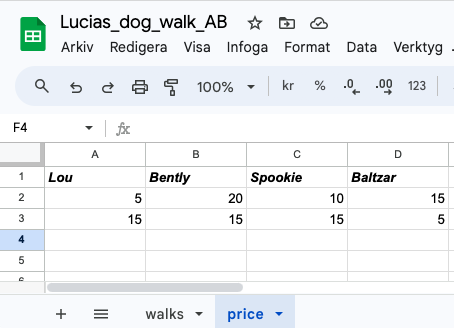 Lucias_dog_walk_AB
Arkiv Redigera Visa Infoga Format Data Verktyg
100% kr % .0 .00 123
F4 fx
A B C D
1 Lou Bently Spookie Baltzar
2 5 20 10 15
3 15 15 15 5
4
5
+ walks price